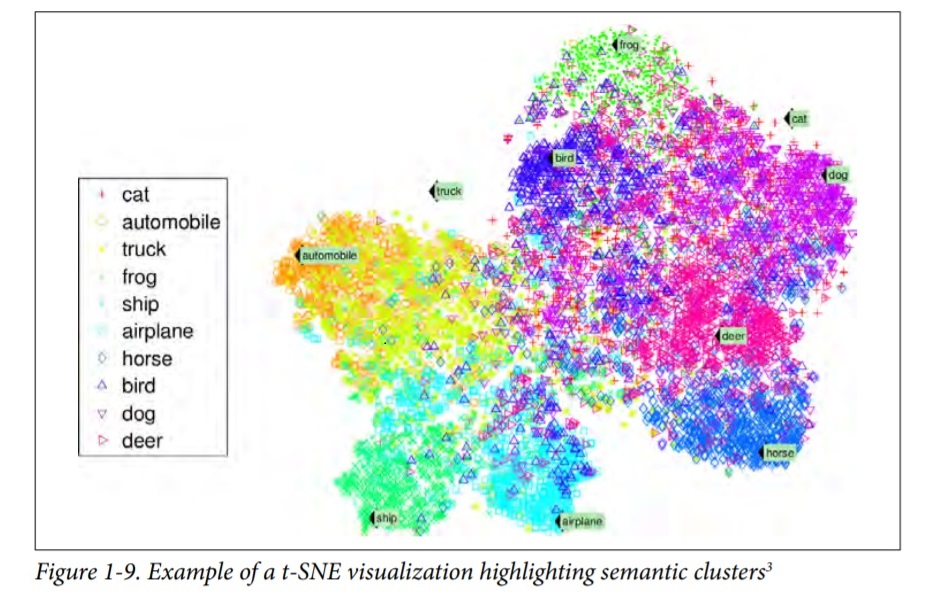 frog
cat
bird
dog
truck
cat
automobile
truck
frog
ship
airplane
horse
bird
dog
deer
automobile
deer
horse
ship
airplane
Figure 1-9. Example of a t-SNE visualization highlighting semantic clusters³